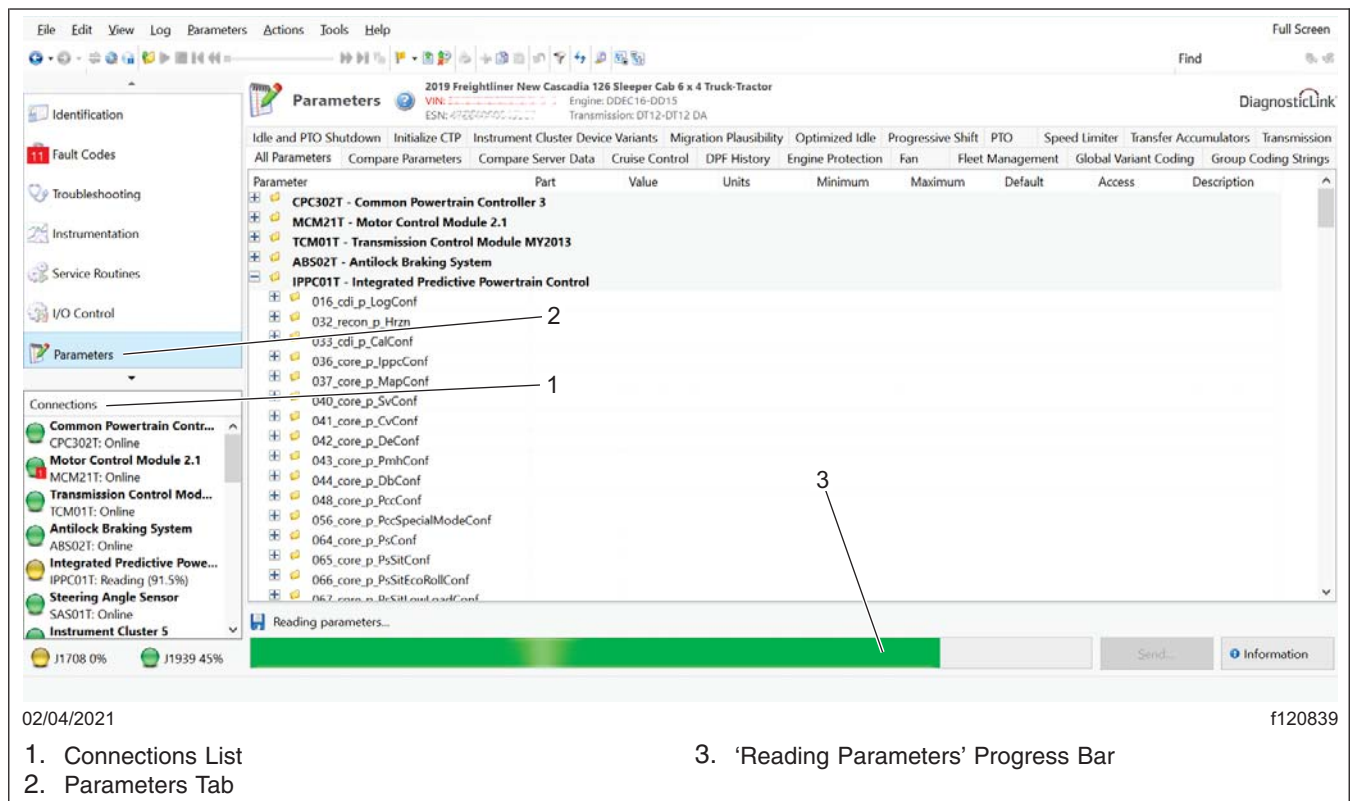 File Edit View Log Parameters Actions Tools Help Full Screen
Find
Identification
11 Fault Codes
Troubleshooting
Instrumentation
Service Routines
I/O Control
Parameters
Connections
Common Powertrain Contr...
CPC302T: Online
Motor Control Module 2.1
MCM21T: Online
Transmission Control Mod...
TCM01T: Online
Antilock Braking System
ABS02T: Online
Integrated Predictive Powe...
IPPC01T: Reading (91.5%)
Steering Angle Sensor
SAS01T: Online
Instrument Cluster 5
J1708 0% J1939 45%
Parameters
2019 Freightliner New Cascadia 126 Sleeper Cab 6 x 4 Truck-Tractor
VIN: Engine: DDEC16-DD15
ESN: Transmission: DT12-DT12 DA
DiagnosticLink
Idle and PTO Shutdown Initialize CTP Instrument Cluster Device Variants Migration Plausibility Optimized Idle Progressive Shift PTO Speed Limiter Transfer Accumulators Transmission
All Parameters Compare Parameters Compare Server Data Cruise Control DPF History Engine Protection Fan Fleet Management Global Variant Coding Group Coding Strings
Parameter Part Value Units Minimum Maximum Default Access Description
CPC302T - Common Powertrain Controller 3
MCM21T - Motor Control Module 2.1
TCM01T - Transmission Control Module MY2013
ABS02T - Antilock Braking System
IPPC01T - Integrated Predictive Powertrain Control
016_cdi_p_LogConf
032_recon_p_Hrzn
033_cdi_p_CalConf
036_core_p_IppcConf
037_core_p_MapConf
040_core_p_SvConf
041_core_p_CvConf
042_core_p_DeConf
043_core_p_PmhConf
044_core_p_DbConf
048_core_p_PccConf
056_core_p_PccSpecialModeConf
064_core_p_PsConf
065_core_p_PsSitConf
066_core_p_PsSitEcoRollConf
067_core_p_PsSitLowLoadConf
Reading parameters...
Send... Information
2
1
3
02/04/2021 f120839
1. Connections List
2. Parameters Tab
3. ‘Reading Parameters’ Progress Bar